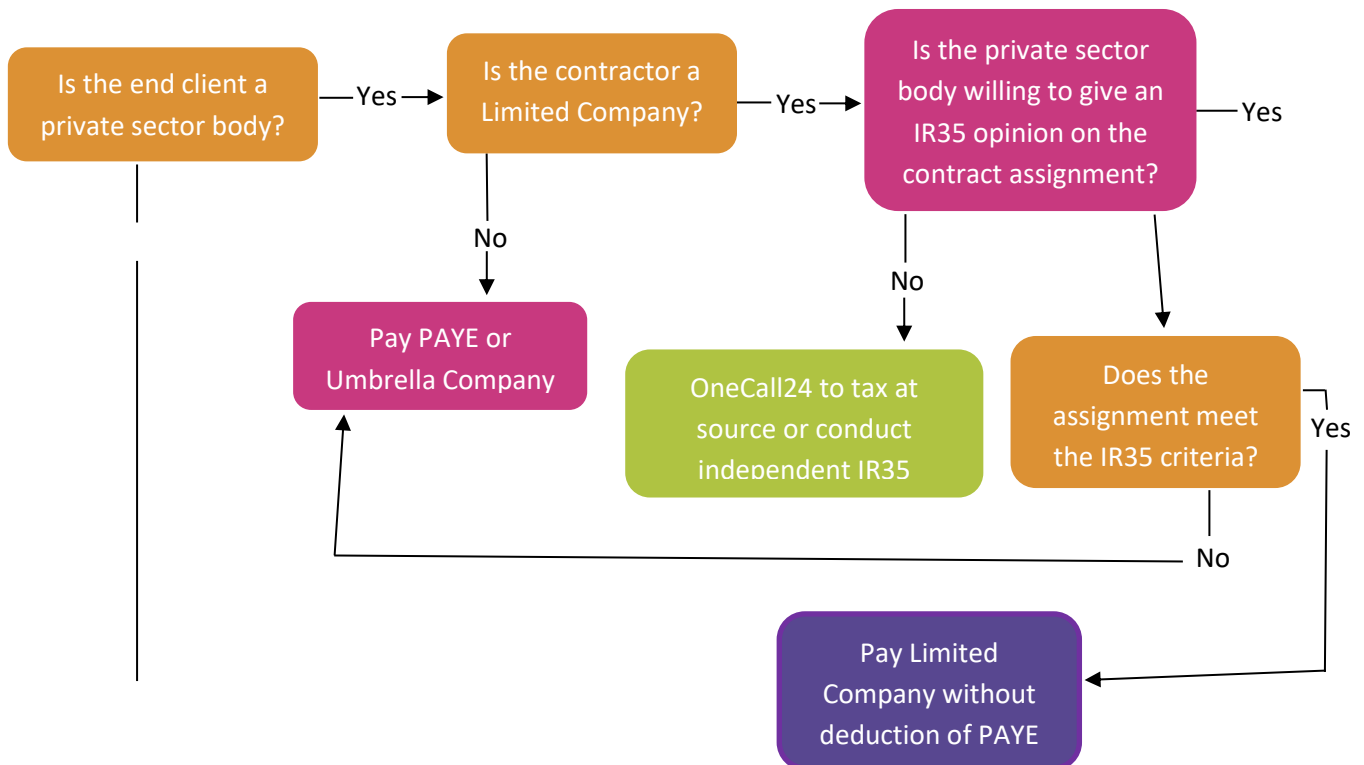 Is the end client a
private sector body?
Yes
Is the contractor a
Limited Company?
Yes
Is the private sector
body willing to give an
IR35 opinion on the
contract assignment?
Yes
No
No
Pay PAYE or
Umbrella Company
OneCall24 to tax at
source or conduct
independent IR35
Does the
assignment meet
the IR35 criteria?
Yes
No
Pay Limited
Company without
deduction of PAYE